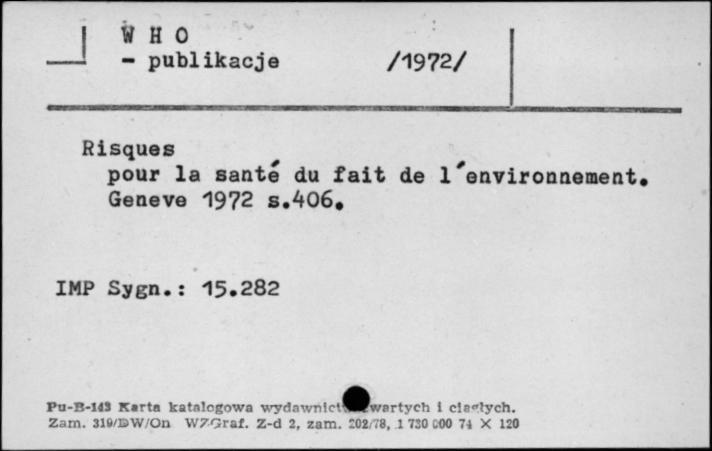 W H O
- publikacje /1972/
Risques
pour la santé du fait de l´environnement.
Geneve 1972 s.406.
IMP Sygn.: 15.282
Pu-B-143 Karta katalogowa wydawnictw zwartych i ciągłych.
Zam. 319/DW/On WZGraf. Z-d 2, zam. 202/78, 1 730 000 74 X 120